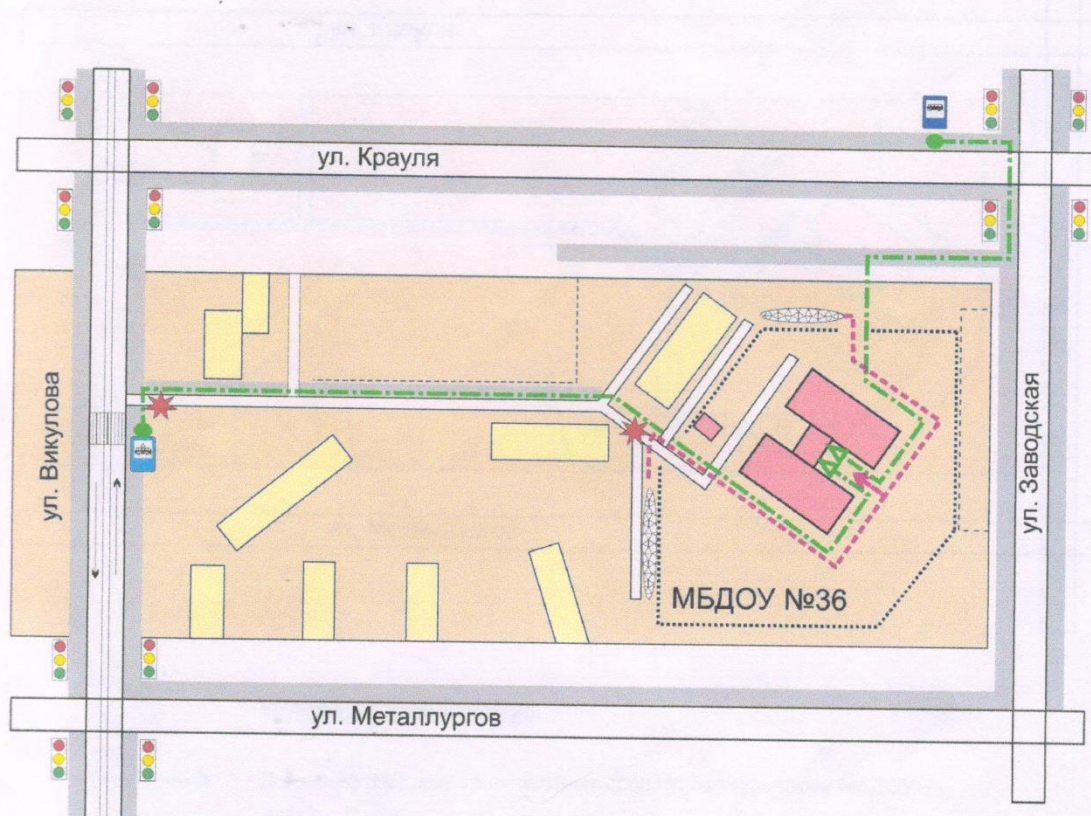 ул. Крауля
ул. Викулова
ул. Заводская
МБДОУ №36
ул. Металлургов